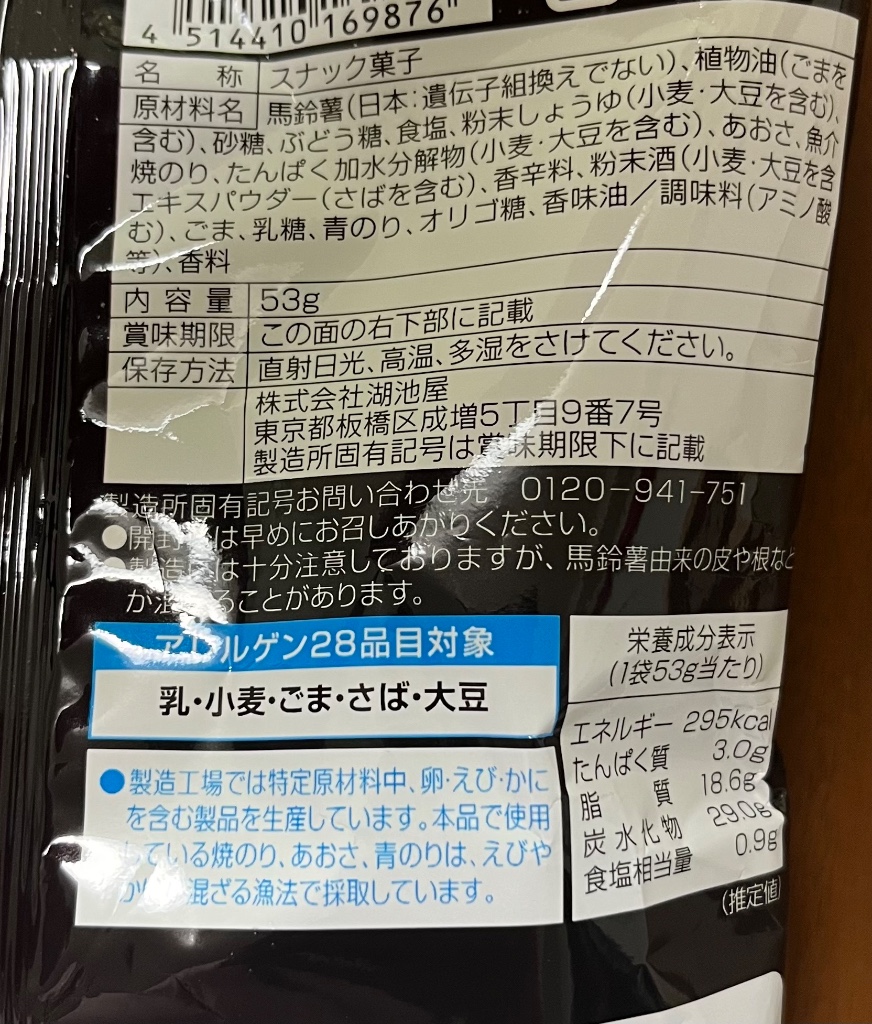 4 514410 169876
名称 スナック菓子
原材料名 馬鈴薯(日本:遺伝子組換えでない)、植物油(ごまを
含む)、砂糖、ぶどう糖、食塩、粉末しょうゆ(小麦・大豆を含む)、
焼のり、たんぱく加水分解物(小麦・大豆を含む)、あおさ、魚介
エキスパウダー(さばを含む)、香辛料、粉末酒(小麦・大豆を含
む)、ごま、乳糖、青のり、オリゴ糖、香味油/調味料(アミノ酸
等)、香料
内容量 53g
賞味期限 この面の右下部に記載
保存方法 直射日光、高温、多湿をさけてください。
株式会社湖池屋
東京都板橋区成増5丁目9番7号
製造所固有記号は賞味期限下に記載
製造所固有記号お問い合わせ先 0120-941-751
●開封後は早めにお召しあがりください。
●製造には十分注意しておりますが、馬鈴薯由来の皮や根など
が混ることがあります。
アレルゲン28品目対象
乳・小麦・ごま・さば・大豆
●製造工場では特定原材料中、卵・えび・かに
を含む製品を生産しています。本品で使用
している焼のり、あおさ、青のりは、えびや
かに 混ざる漁法で採取しています。
栄養成分表示
(1袋53g当たり)
エネルギー 295kcal
たんぱく質 3.0g
脂質 18.6g
炭水化物 29.0g
食塩相当量 0.9g
(推定値)